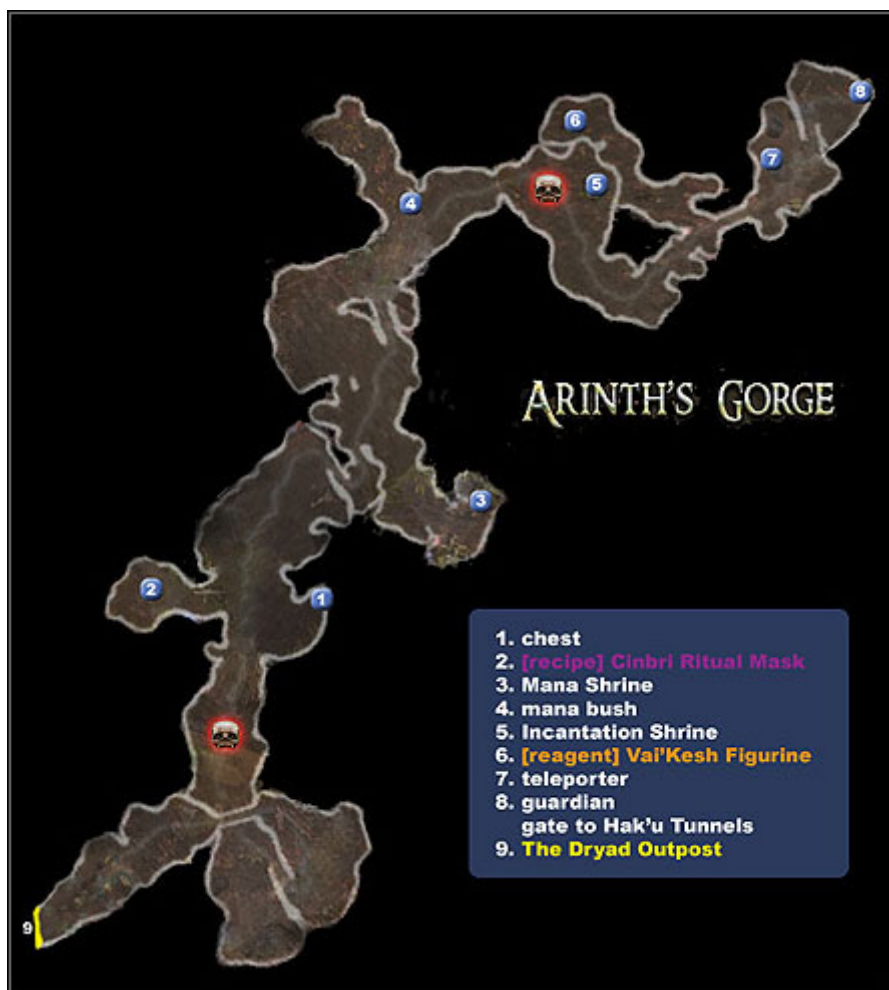 8
6
7
5
4
ARINTH'S GORGE
3
2
1
1. chest
2. [recipe] Cinbri Ritual Mask
3. Mana Shrine
4. mana bush
5. Incantation Shrine
6. [reagent] Vai'Kesh Figurine
7. teleporter
8. guardian
gate to Hak'u Tunnels
9. The Dryad Outpost
9